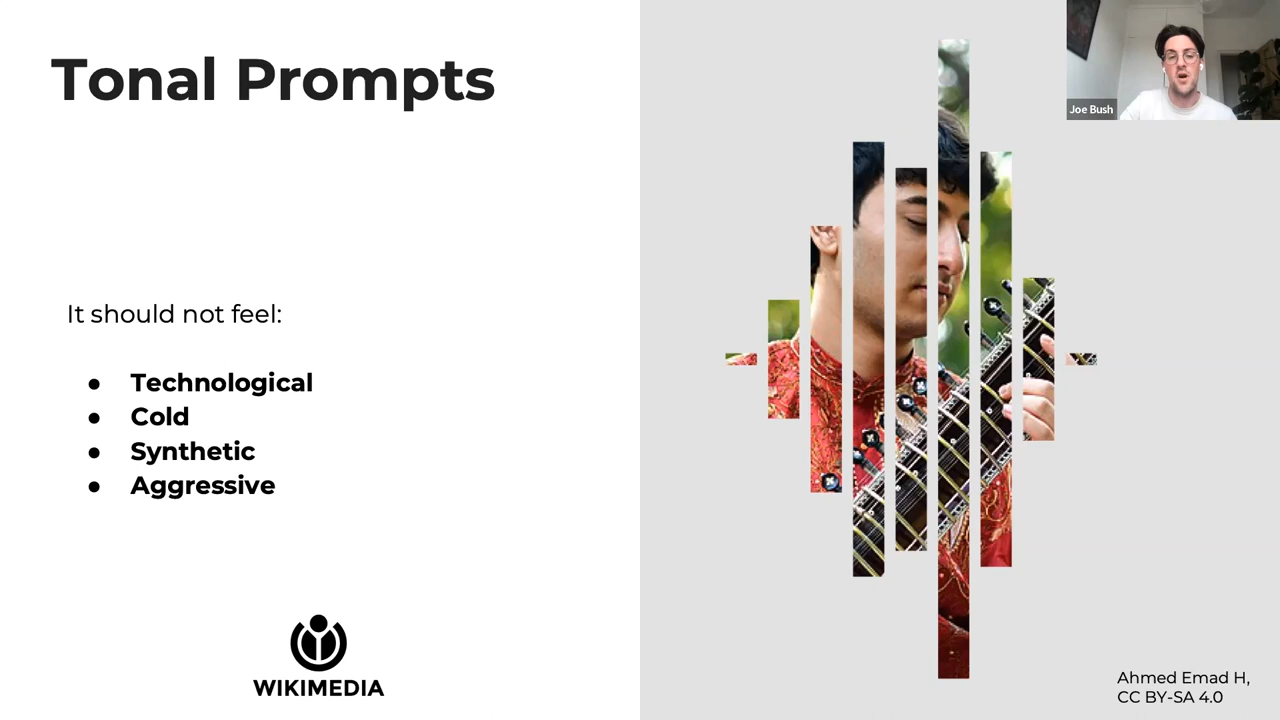 Tonal Prompts
Joe Bush
It should not feel:
● Technological
● Cold
● Synthetic
● Aggressive
WIKIMEDIA
Ahmed Emad H,
CC BY-SA 4.0